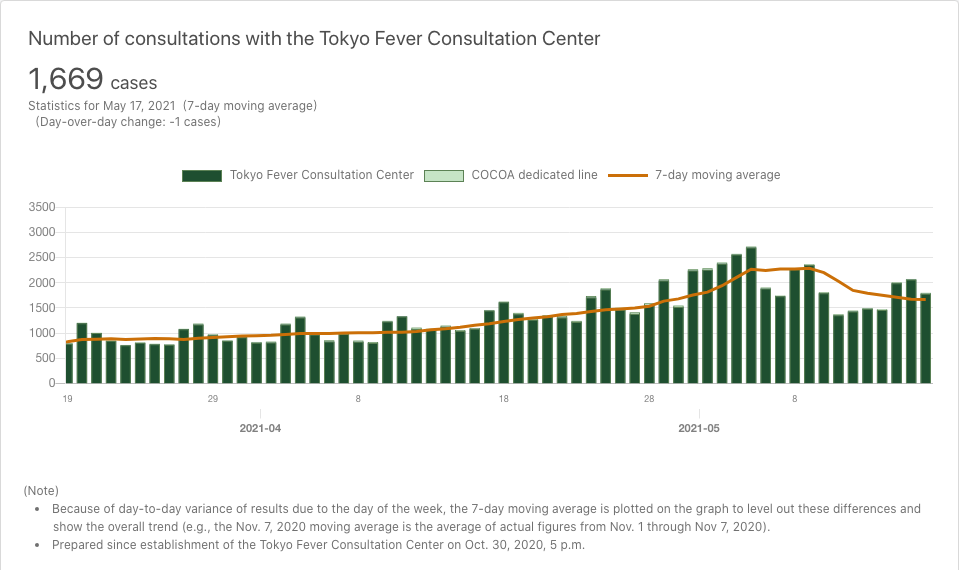 Number of consultations with the Tokyo Fever Consultation Center
1,669 cases
Statistics for May 17, 2021 (7-day moving average)
(Day-over-day change: -1 cases)
Tokyo Fever Consultation Center COCOA dedicated line 7-day moving average
3500
3000
2500
2000
1500
1000
500
0
19 29 8 18 28 8
2021-04 2021-05
(Note)
• Because of day-to-day variance of results due to the day of the week, the 7-day moving average is plotted on the graph to level out these differences and
show the overall trend (e.g., the Nov. 7, 2020 moving average is the average of actual figures from Nov. 1 through Nov 7, 2020).
• Prepared since establishment of the Tokyo Fever Consultation Center on Oct. 30, 2020, 5 p.m.